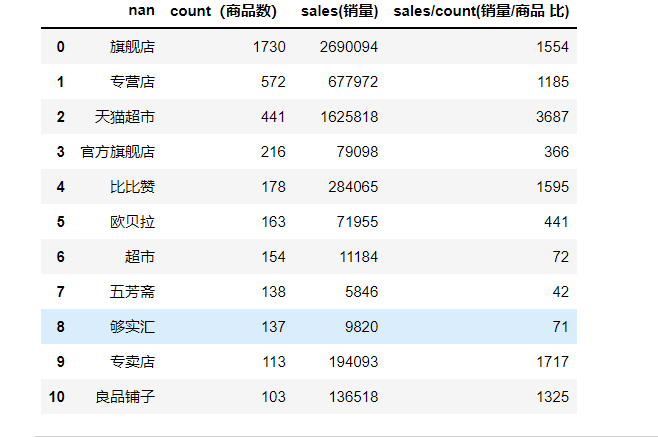 nan count（商品数） sales(销量) sales/count(销量/商品 比)
0 旗舰店 1730 2690094 1554
1 专营店 572 677972 1185
2 天猫超市 441 1625818 3687
3 官方旗舰店 216 79098 366
4 比比赞 178 284065 1595
5 欧贝拉 163 71955 441
6 超市 154 11184 72
7 五芳斋 138 5846 42
8 够实汇 137 9820 71
9 专卖店 113 194093 1717
10 良品铺子 103 136518 1325